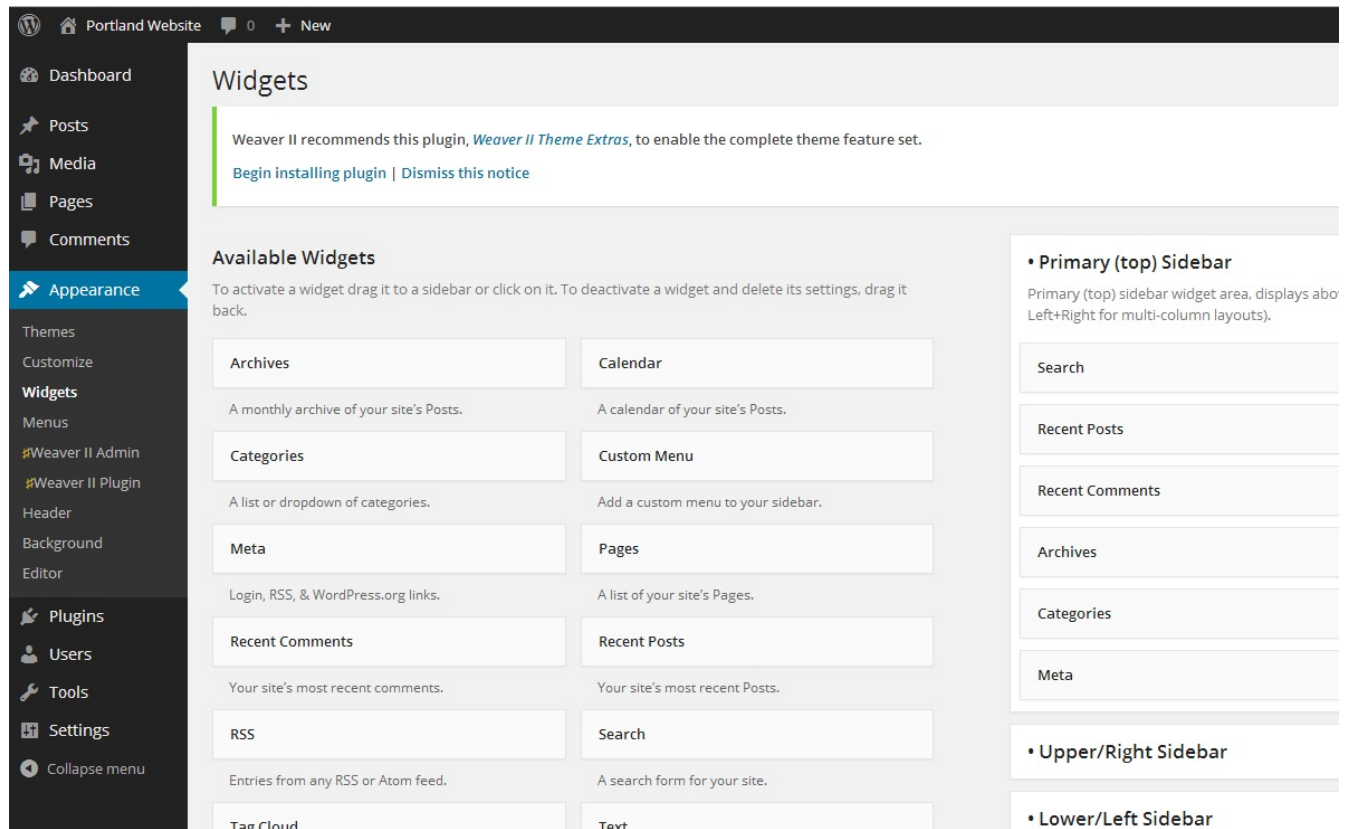 Portland Website 0 + New
Dashboard
Posts
Media
Pages
Comments
Appearance
Themes
Customize
Widgets
Menus
#Weaver II Admin
#Weaver II Plugin
Header
Background
Editor
Plugins
Users
Tools
Settings
Collapse menu
Widgets
Weaver II recommends this plugin, Weaver II Theme Extras, to enable the complete theme feature set.
Begin installing plugin | Dismiss this notice
Available Widgets
To activate a widget drag it to a sidebar or click on it. To deactivate a widget and delete its settings, drag it
back.
Archives
A monthly archive of your site's Posts.
Calendar
A calendar of your site's Posts.
Categories
A list or dropdown of categories.
Custom Menu
Add a custom menu to your sidebar.
Meta
Login, RSS, & WordPress.org links.
Pages
A list of your site's Pages.
Recent Comments
Your site's most recent comments.
Recent Posts
Your site's most recent Posts.
RSS
Entries from any RSS or Atom feed.
Search
A search form for your site.
Tag Cloud
Text
• Primary (top) Sidebar
Primary (top) sidebar widget area, displays abo
Left+Right for multi-column layouts).
Search
Recent Posts
Recent Comments
Archives
Categories
Meta
• Upper/Right Sidebar
• Lower/Left Sidebar